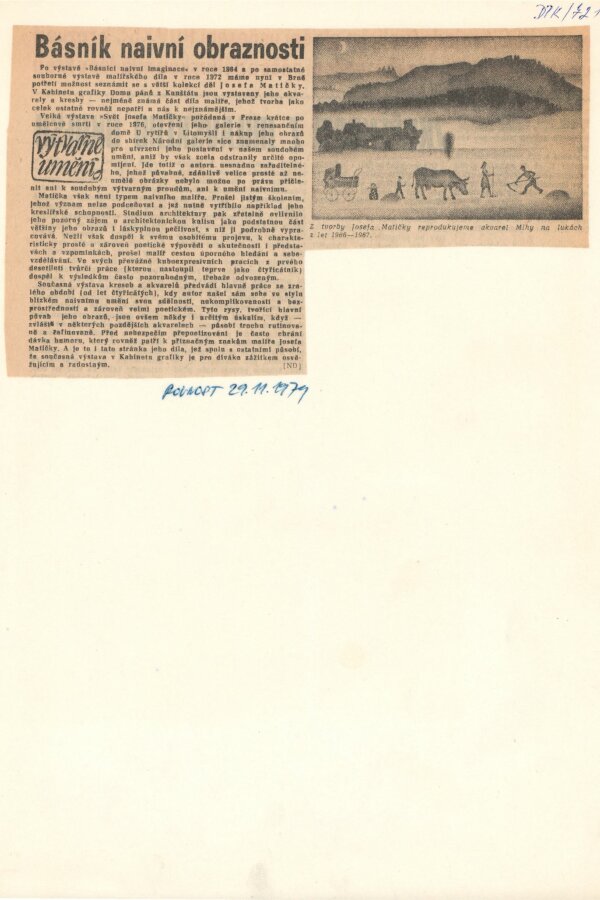 DPK/721
Básník naivní obraznosti
Po výstavě »Básníci naivní imaginace« v roce 1964 a po samostatné
souborné výstavě malířského díla v roce 1972 máme nyní v Brně
potřetí možnost seznámit se s větší kolekcí děl Josefa Matičky.
V Kabinetu grafiky Domu pánů z Kunštátu jsou vystaveny jeho akva-
rely a kresby — nejméně známá část díla malíře, jehož tvorba jako
celek ostatně rovněž nepatří a nás k nejznámějším.
Velká výstava »Svět Josefa Matičky« pořádaná v Praze krátce po
umělcově smrti v roce 1976, otevření jeho galerie v renesančním
domě U rytířů v Litomyšli i nákup jeho obrazů
do sbírek Národní galerie sice znamenaly mnoho
pro utvrzení jeho postavení v našem soudobém
umění, aniž by však zcela odstranily určité opo-
míjení. Jde totiž o autora nesnadno zařaditelné-
ho, jehož půvabné, zdánlivě velice prosté až ne-
umělé obrázky nebylo možno po právu přičle-
výtvarné
umění
nit ani k soudobým výtvarným proudům, ani k umění naivnímu.
Matička však není typem naivního malíře. Prošel jistým školením,
jehož význam nelze podceňovat a jež nutně vytříbilo například jeho
kreslířské schopnosti. Studium architektury pak zřetelně ovlivnilo
jeho pozorný zájem o architektonickou kulisu jako podstatnou část
většiny jeho obrazů i láskyplnou pečlivost, s níž ji podrobně vypra-
covává. Nežli však dospěl k svému osobitému projevu, k charakte-
risticky prosté a zároveň poetické výpovědi o skutečnosti i předsta-
vách a vzpomínkách, prošel malíř cestou úporného hledání a sebe-
vzdělávání. Ve svých převážně hruboexpresivních pracích z prvého
desetiletí tvůrčí práce (kterou nastoupil teprve jako čtyřicátník)
dospěl k výsledkům často pozoruhodným, třebaže odvozeným.
Současná výstava kreseb a akvarelů předvádí hlavně práce ze zra-
lého období (od let čtyřicátých), kdy autor našel sám sebe ve stylu
blízkém naivnímu umění svou sdělností, nekomplikovaností a bez-
prostředností a zároveň velmi poetickém. Tyto rysy, tvořící hlavní
půvab jeho obrazů, jsou ovšem někdy i určitým úskalím, když —
zvláště v některých pozdějších akvarelech — působí trochu rutinova-
ně a rafinovaně. Před nebezpečím přepoetizování je často chrání
dávka humoru, který rovněž patří k příznačným znakům malíře Josefa
Matičky. A je to i tato stránka jeho díla, jež spolu s ostatními působí,
že současná výstava v Kabinetu grafiky je pro diváka zážitkem osvě-
žujícím a radostným. (ND)
Z tvorby Josefa Matičky reprodukujeme akvarel Mlhy na lukách
z let 1966—1967.
ROVNOST 29.11.1979